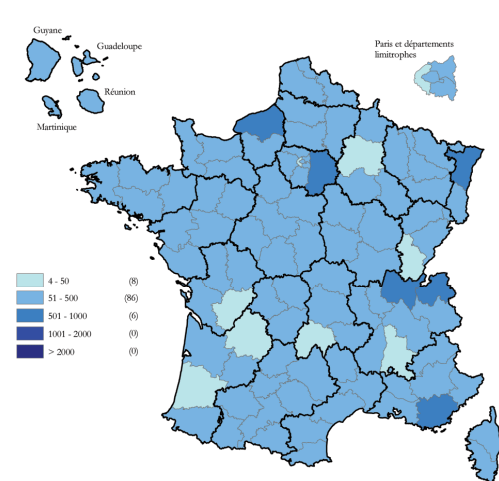 Guyane
Guadeloupe
Réunion
Martinique
Paris et départements
limitrophes
4 - 50 (8)
51 - 500 (86)
501 - 1000 (6)
1001 - 2000 (0)
> 2000 (0)